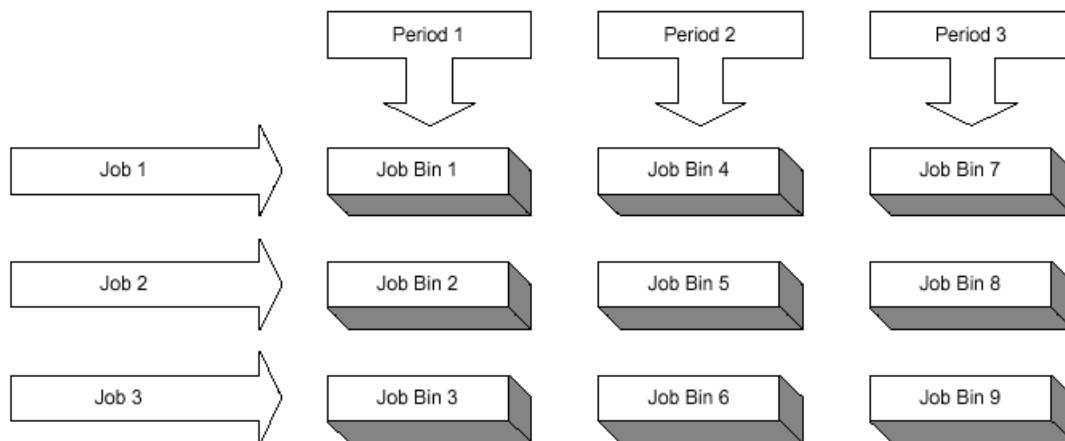 Period 1
Period 2
Period 3
Job 1
Job Bin 1
Job Bin 4
Job Bin 7
Job 2
Job Bin 2
Job Bin 5
Job Bin 8
Job 3
Job Bin 3
Job Bin 6
Job Bin 9